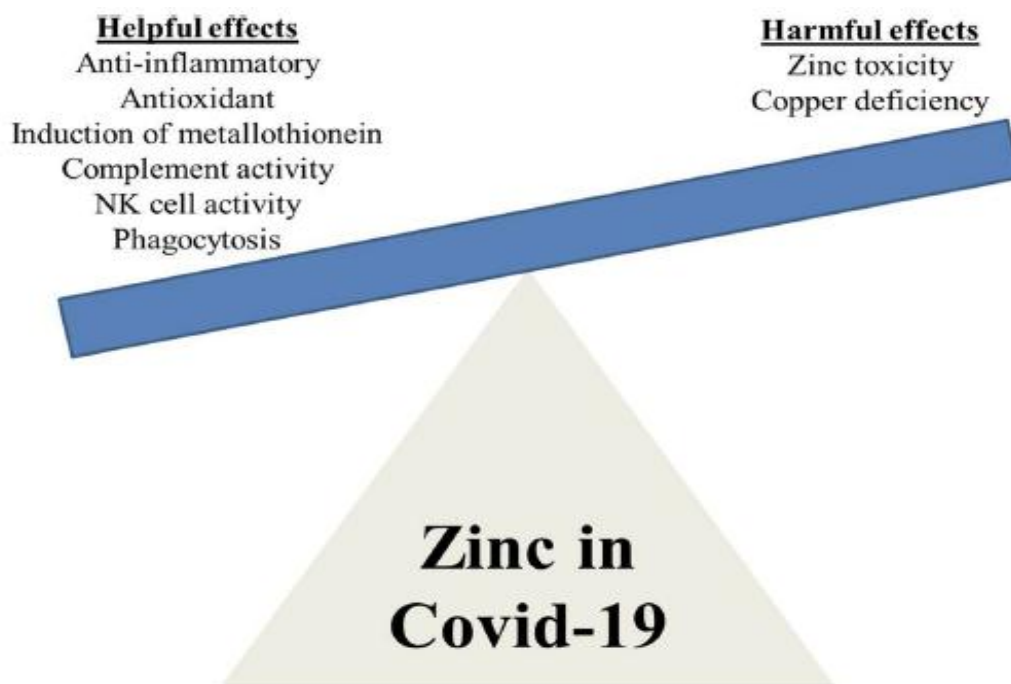 Helpful effects
Anti-inflammatory
Antioxidant
Induction of metallothionein
Complement activity
NK cell activity
Phagocytosis
Harmful effects
Zinc toxicity
Copper deficiency
Zinc in
Covid-19